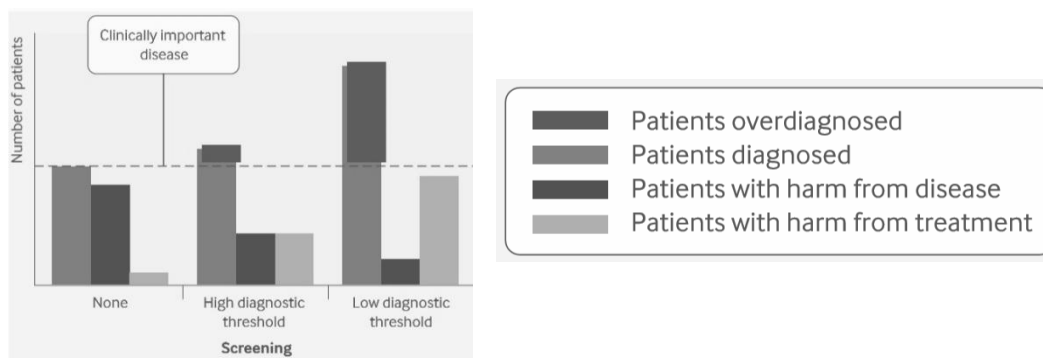 Clinically important
disease
Number of patients
None
High diagnostic
threshold
Low diagnostic
threshold
Screening
Patients overdiagnosed
Patients diagnosed
Patients with harm from disease
Patients with harm from treatment